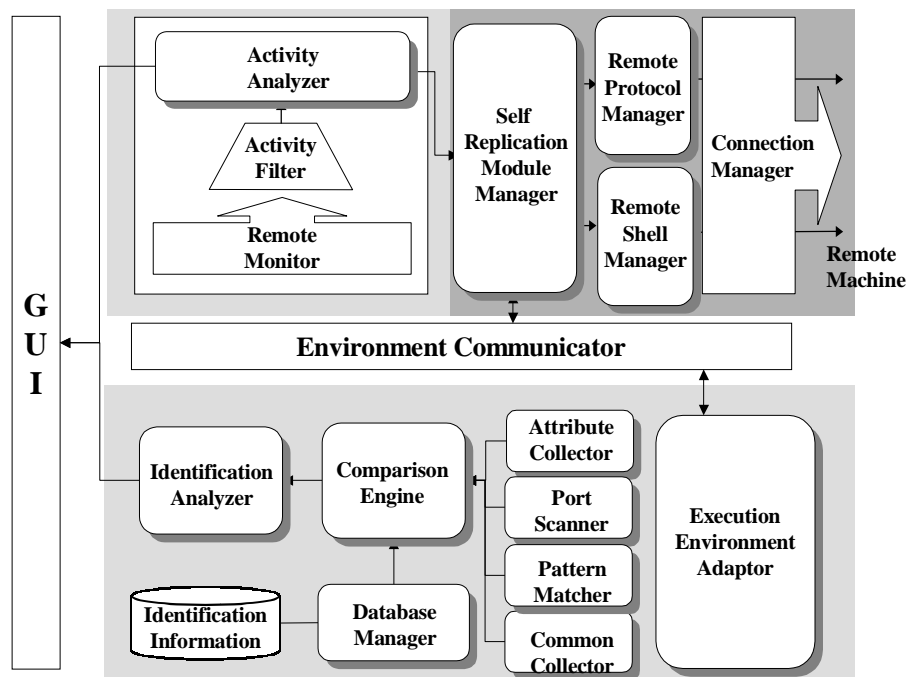 G
U
I
Activity
Analyzer
Activity
Filter
Remote
Monitor
Self
Replication
Module
Manager
Remote
Protocol
Manager
Remote
Shell
Manager
Connection
Manager
Remote
Machine
Environment Communicator
Identification
Analyzer
Comparison
Engine
Attribute
Collector
Port
Scanner
Pattern
Matcher
Common
Collector
Execution
Environment
Adaptor
Identification
Information
Database
Manager